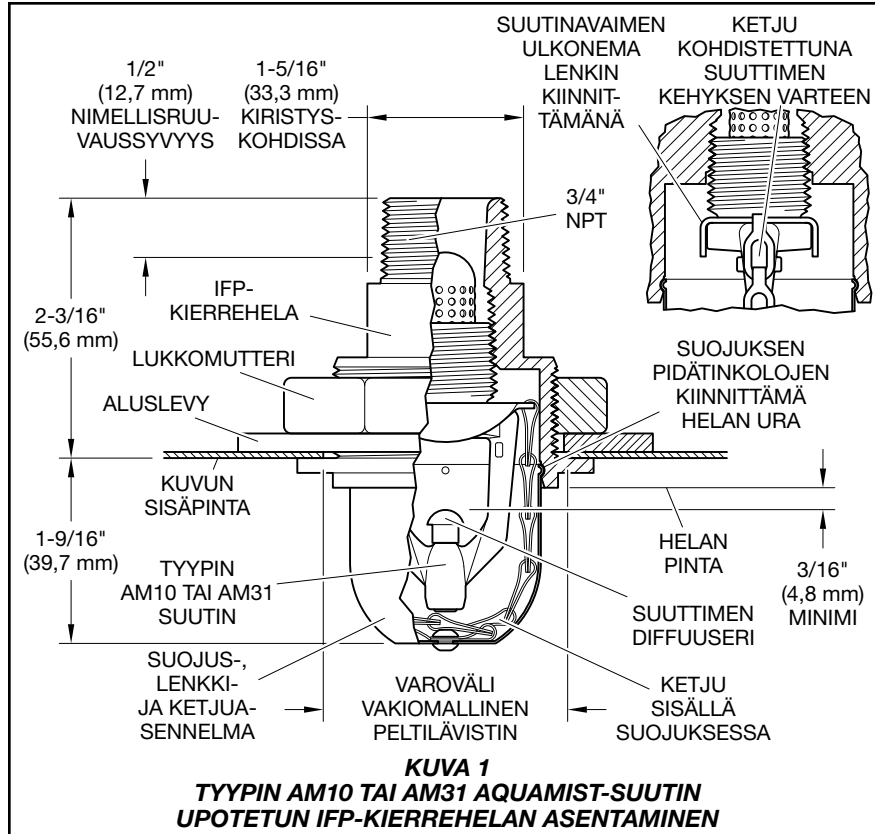 1/2"
(12,7 mm)
NIMELLISRUU-
VAUSSYVYYS
1-5/16"
(33,3 mm)
KIRISTYS-
KOHDISSA
SUUTINAVAIMEN
ULKONEMA
LENKIN
KIINNIT-
TÄMÄNÄ
KETJU
KOHDISTETTUNA
SUUTTIMEN
KEHYKSEN VARTEEN
3/4"
NPT
2-3/16"
(55,6 mm)
IFP-
KIERREHELA
LUKKOMUTTERI
ALUSLEVY
SUOJUKSEN
PIDÄTINKOLOJEN
KIINNITTÄMÄ
HELAN URA
KUVUN
SISÄPINTA
1-9/16"
(39,7 mm)
TYYPIN
AM10 TAI AM31
SUUTIN
HELAN
PINTA
3/16"
(4,8 mm)
MINIMI
SUUTTIMEN
DIFFUUSERI
SUOJUS-,
LENKKI-
JA KETJUA-
SENNELMA
VAROVÄLI
VAKIOMALLINEN
PELTILÄVISTIN
KETJU
SISÄLLÄ
SUOJUKSESSA
KUVA 1
TYYPIN AM10 TAI AM31 AQUAMIST-SUUTIN
UPOTETUN IFP-KIERREHELAN ASENTAMINEN